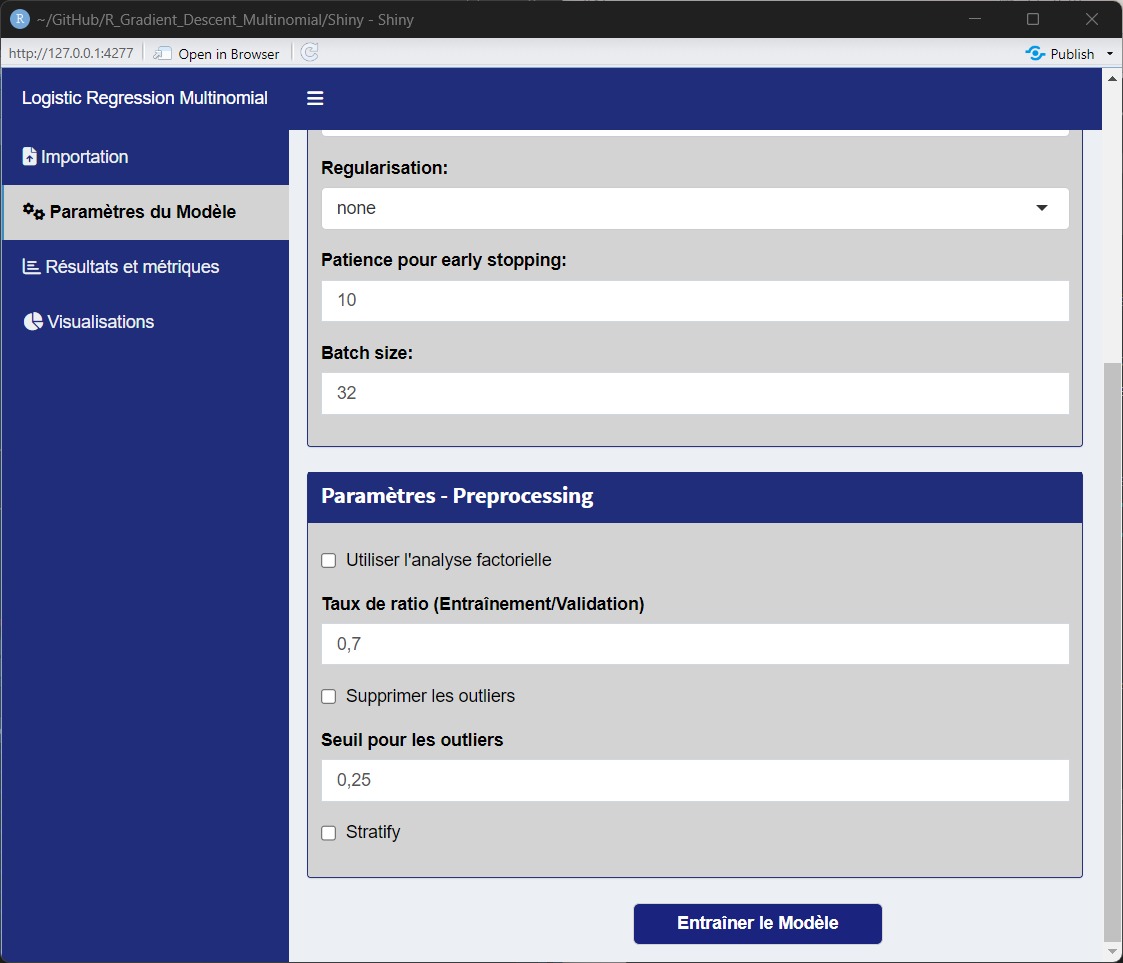 R ~/GitHub/R_Gradient_Descent_Multinomial/Shiny - Shiny
http://127.0.0.1:4277 Open in Browser Publish
Logistic Regression Multinomial
Importation
Paramètres du Modèle
Résultats et métriques
Visualisations
Regularisation:
none
Patience pour early stopping:
10
Batch size:
32
Paramètres - Preprocessing
Utiliser l'analyse factorielle
Taux de ratio (Entraînement/Validation)
0,7
Supprimer les outliers
Seuil pour les outliers
0,25
Stratify
Entraîner le Modèle